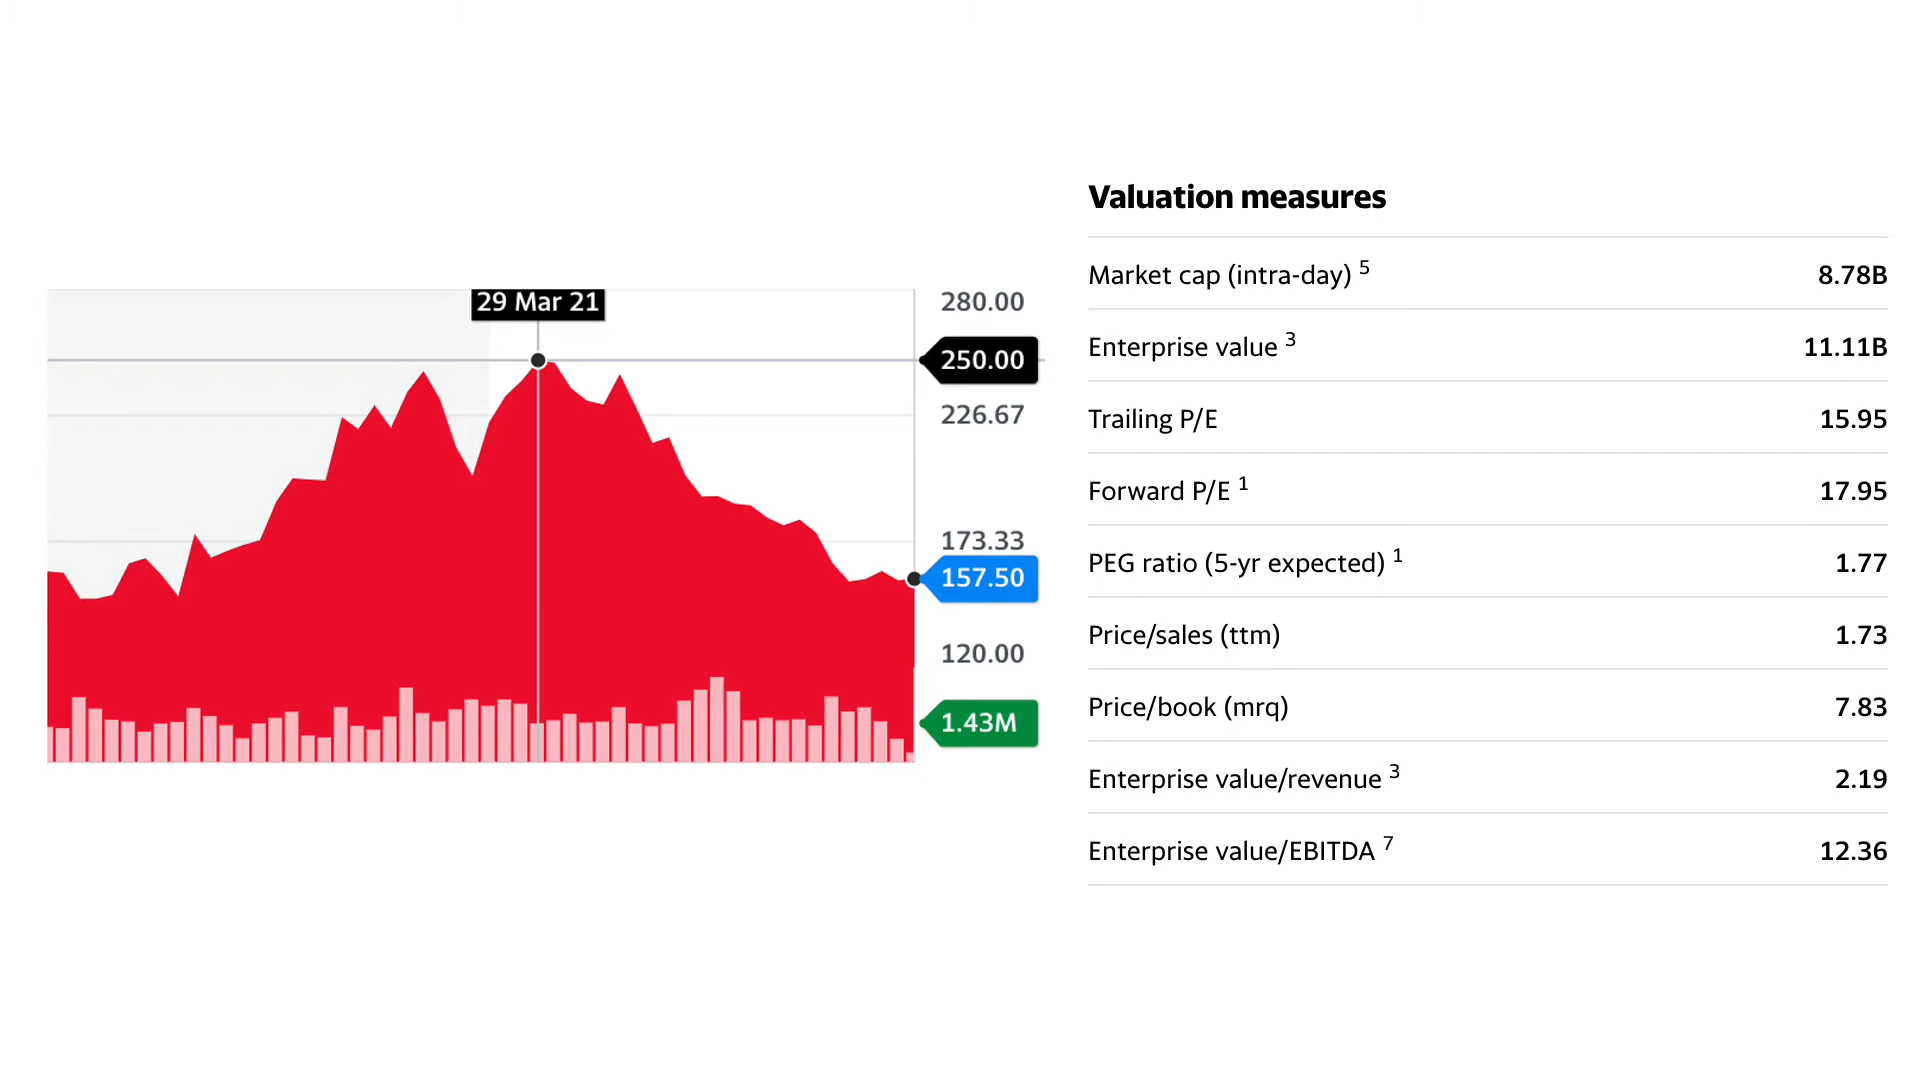 29 Mar 21
280.00
250.00
226.67
173.33
157.50
120.00
1.43M
Valuation measures
Market cap (intra-day) 5 8.78B
Enterprise value 3 11.11B
Trailing P/E 15.95
Forward P/E 1 17.95
PEG ratio (5-yr expected) 1 1.77
Price/sales (ttm) 1.73
Price/book (mrq) 7.83
Enterprise value/revenue 3 2.19
Enterprise value/EBITDA 7 12.36